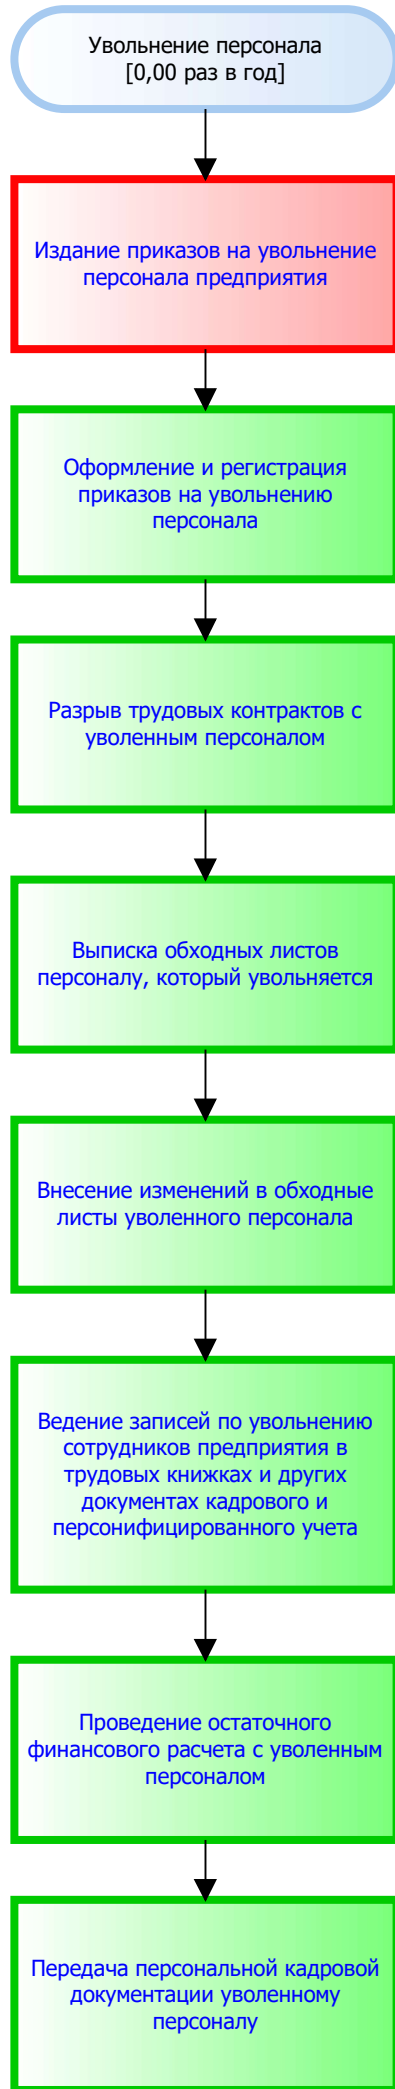 Увольнение персонала
[0,00 раз в год]
Издание приказов на увольнение
персонала предприятия
Оформление и регистрация
приказов на увольнению
персонала
Разрыв трудовых контрактов с
уволенным персоналом
Выписка обходных листов
персоналу, который увольняется
Внесение изменений в обходные
листы уволенного персонала
Ведение записей по увольнению
сотрудников предприятия в
трудовых книжках и других
документах кадрового и
персонифицированного учета
Проведение остаточного
финансового расчета с уволенным
персоналом
Передача персональной кадровой
документации уволенному
персоналу